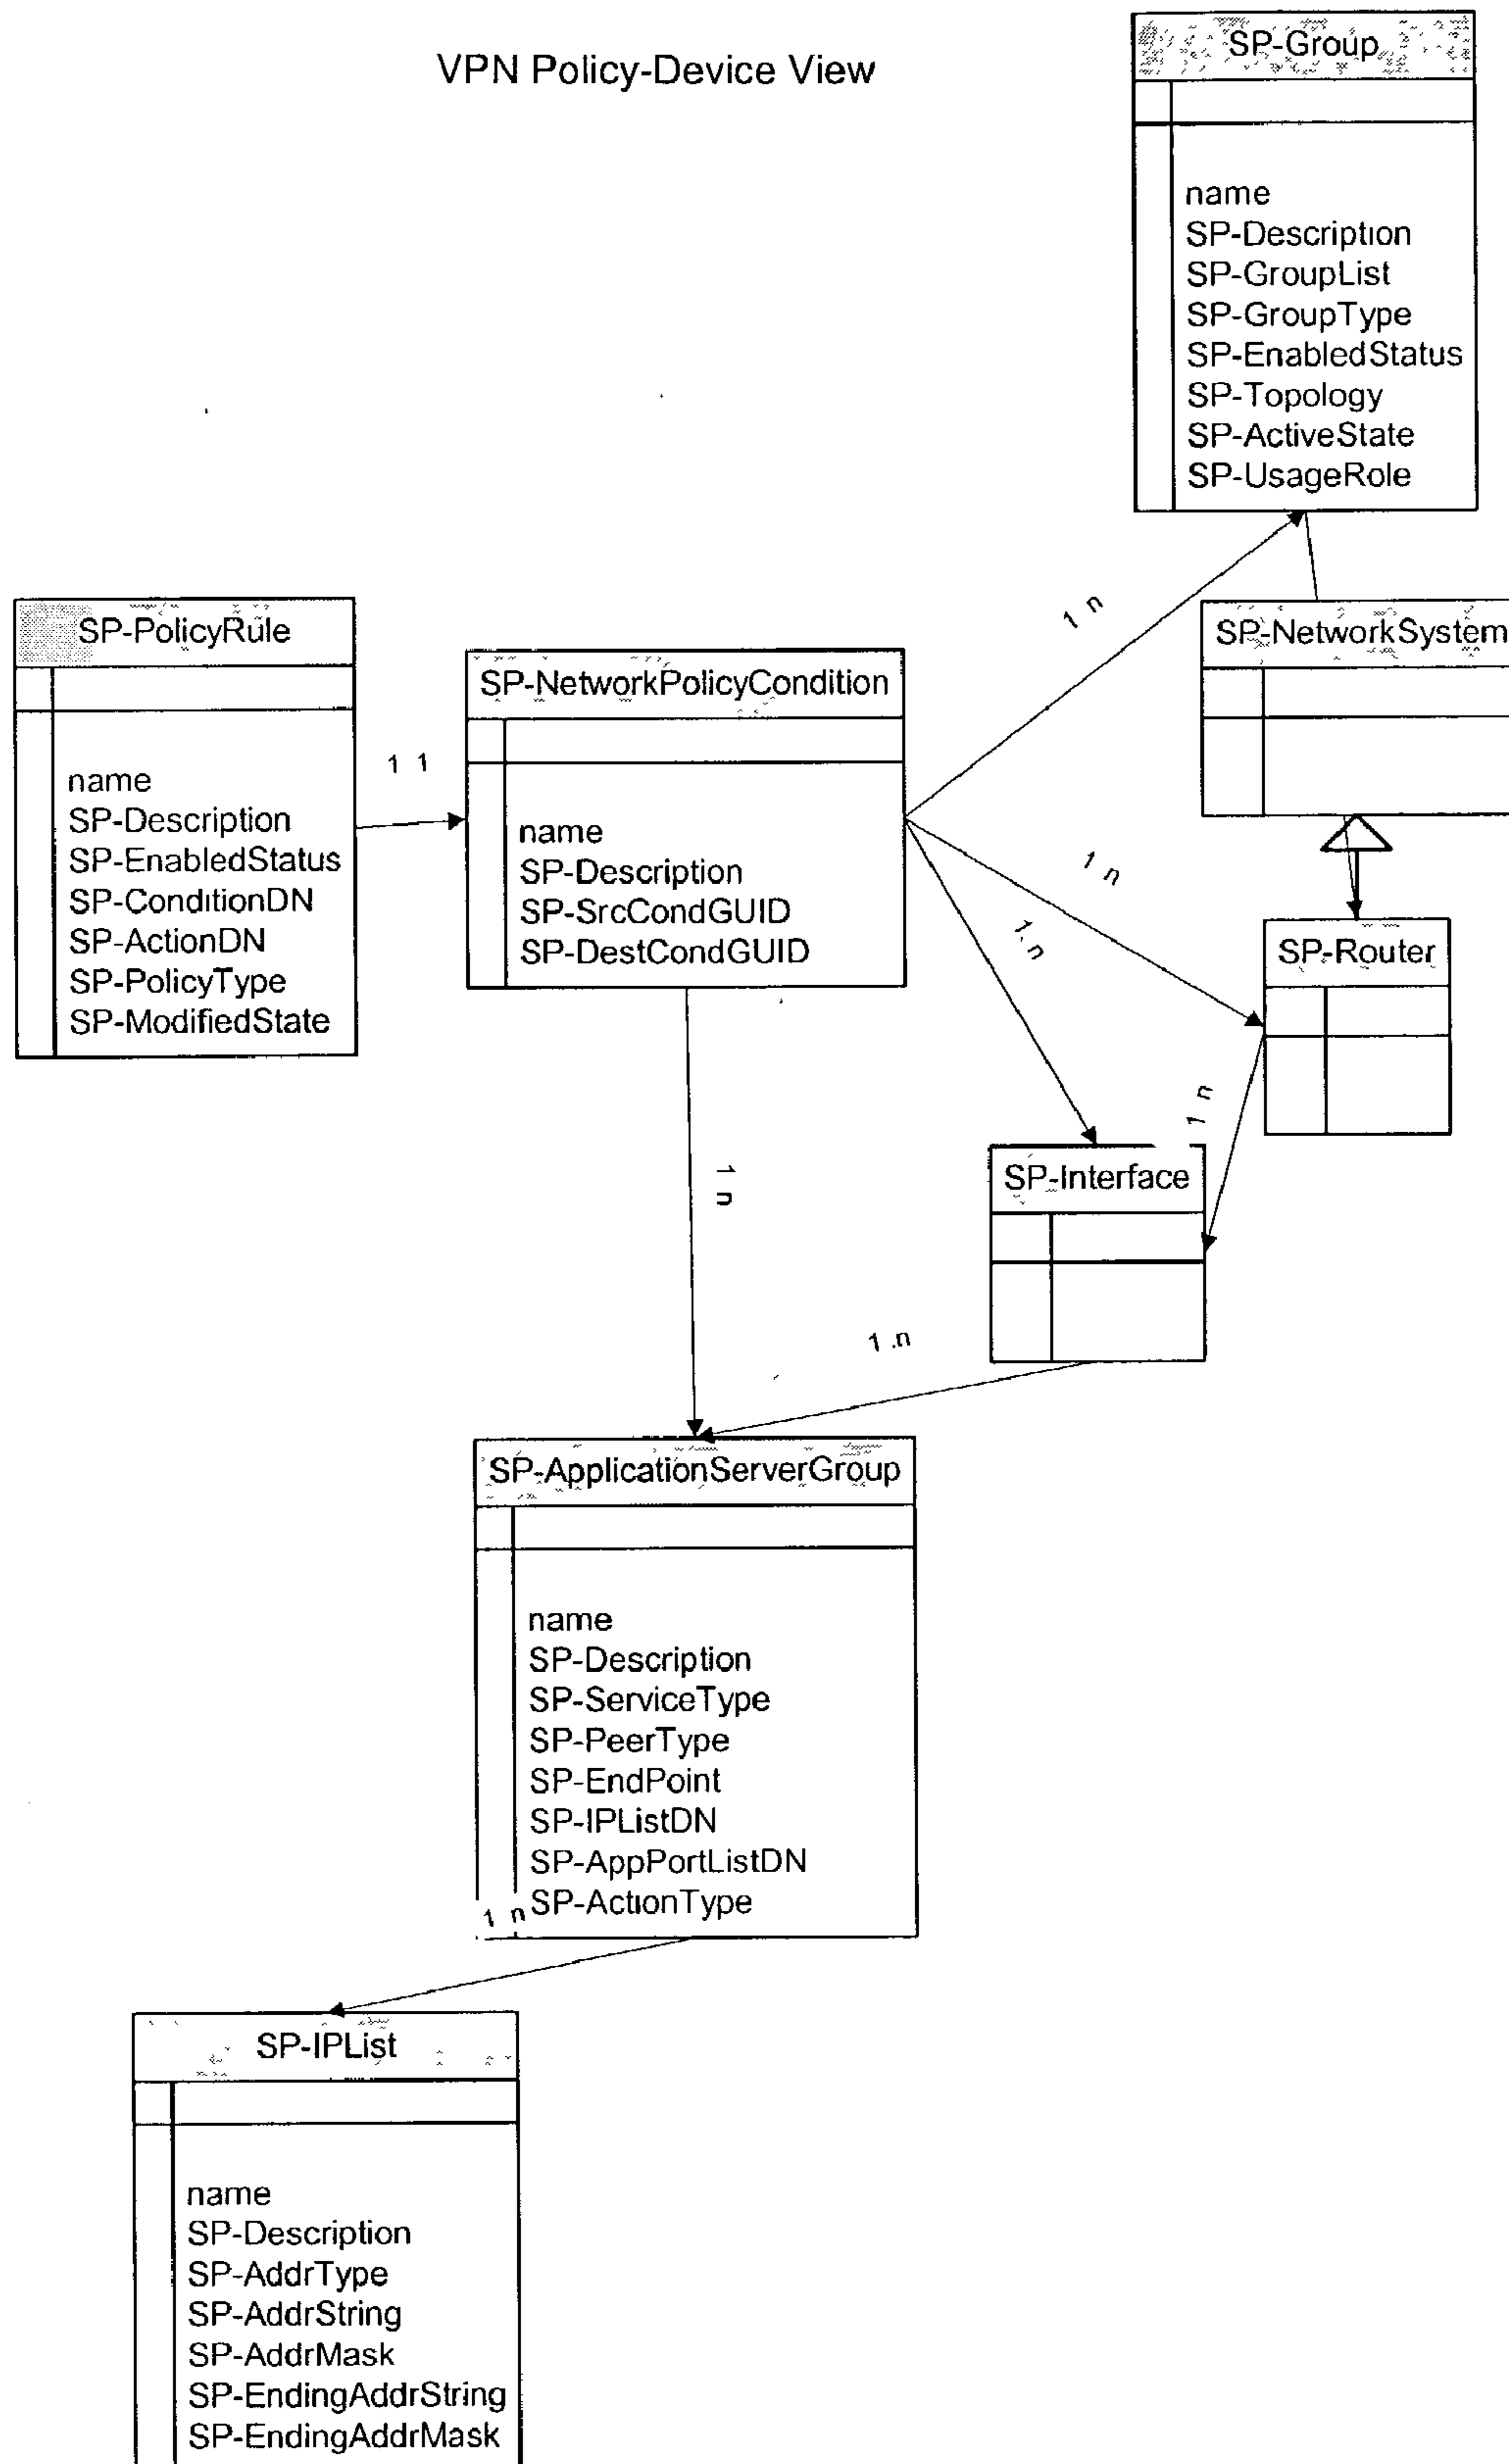 VPN Policy-Device View
SP-Group
name
SP-Description
SP-GroupList
SP-GroupType
SP-EnabledStatus
SP-Topology
SP-ActiveState
SP-UsageRole
SP-PolicyRule
name
SP-Description
SP-EnabledStatus
SP-ConditionDN
SP-ActionDN
SP-PolicyType
SP-ModifiedState
1 1
SP-NetworkPolicyCondition
name
SP-Description
SP-SrcCondGUID
SP-DestCondGUID
1 n
SP-NetworkSystem
1 n
1.n
SP-Router
1 n
SP-Interface
1 n
1.n
SP-ApplicationServerGroup
name
SP-Description
SP-ServiceType
SP-PeerType
SP-EndPoint
SP-IPListDN
SP-AppPortListDN
SP-ActionType
1 n
SP-IPList
name
SP-Description
SP-AddrType
SP-AddrString
SP-AddrMask
SP-EndingAddrString
SP-EndingAddrMask